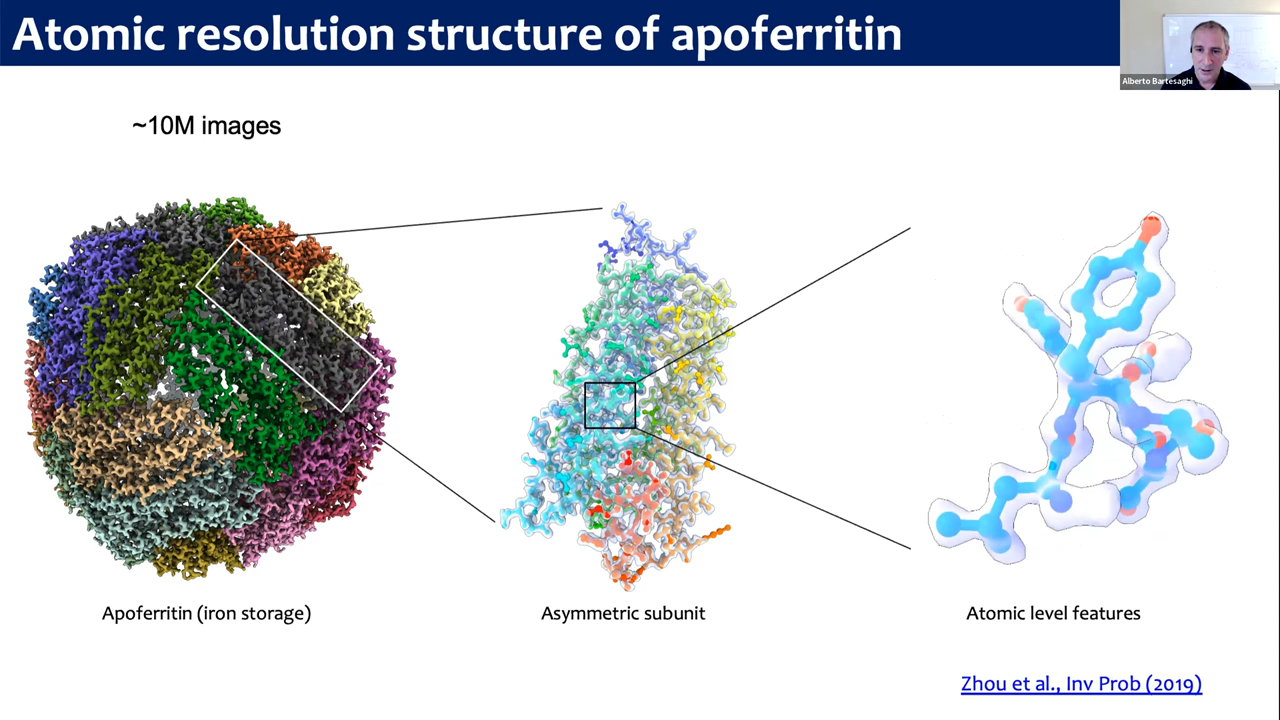 Atomic resolution structure of apoferritin
Alberto Bartesaghi
~10M images
Apoferritin (iron storage)
Asymmetric subunit
Atomic level features
Zhou et al., Inv Prob (2019)